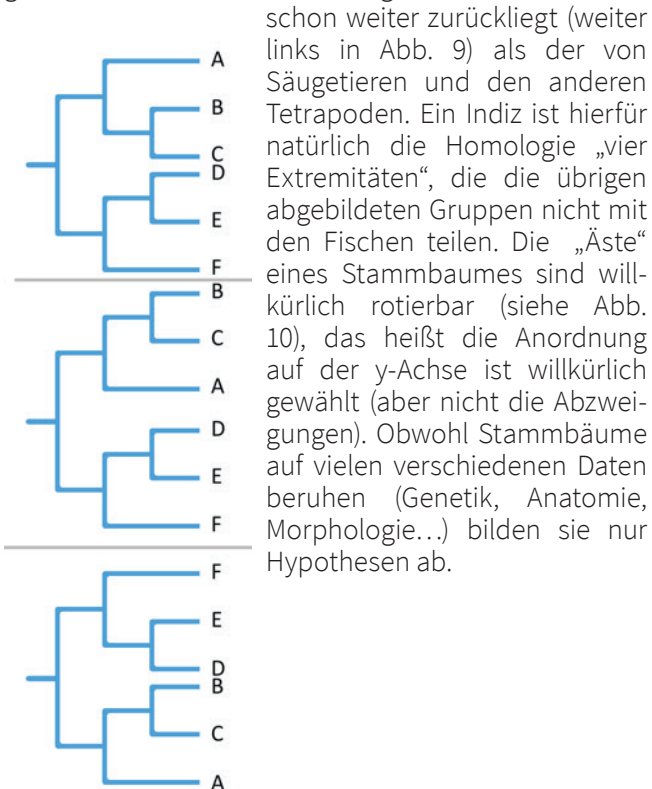 schon weiter zurückliegt (weiter
links in Abb. 9) als der von
Säugetieren und den anderen
Tetrapoden. Ein Indiz ist hierfür
natürlich die Homologie „vier
Extremitäten“, die die übrigen
abgebildeten Gruppen nicht mit
den Fischen teilen. Die „Äste“
eines Stammbaumes sind will-
kürlich rotierbar (siehe Abb.
10), das heißt die Anordnung
auf der y-Achse ist willkürlich
gewählt (aber nicht die Abzwei-
gungen). Obwohl Stammbäume
auf vielen verschiedenen Daten
beruhen (Genetik, Anatomie,
Morphologie…) bilden sie nur
Hypothesen ab.
A
B
C
D
E
F
B
C
A
D
E
F
F
E
D
B
C
A